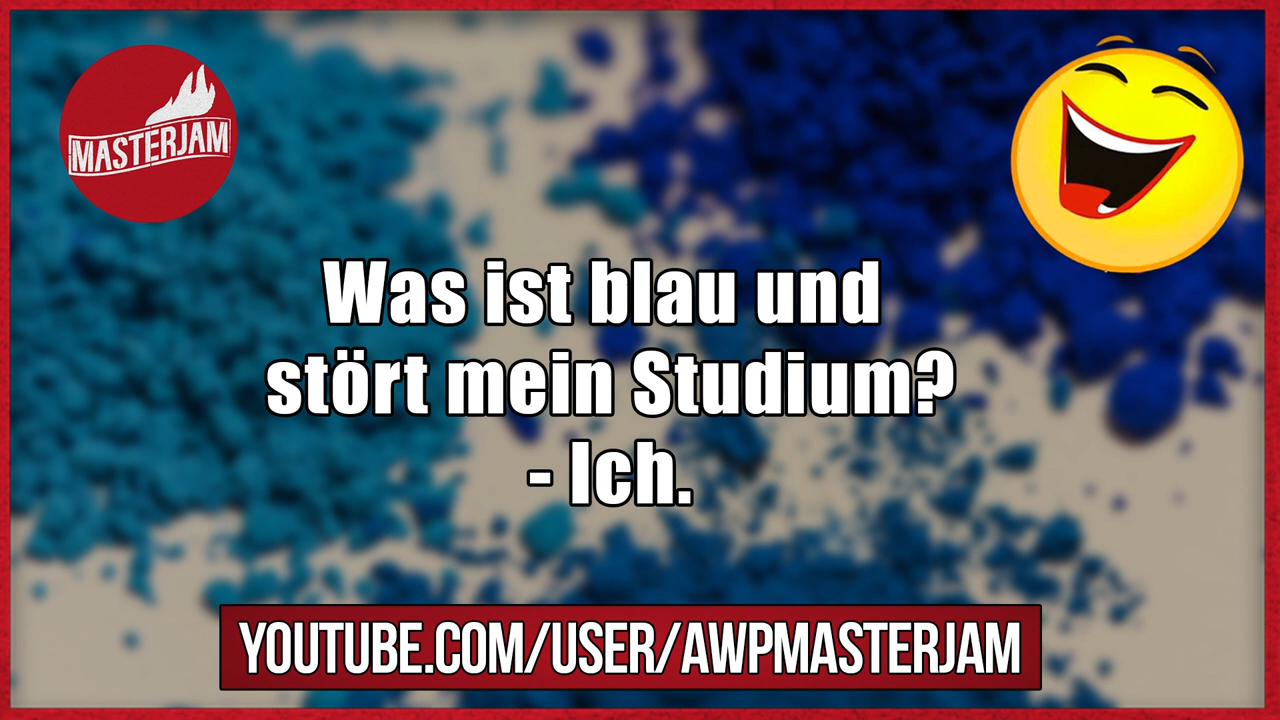 MASTERJAM
Was ist blau und
stört mein Studium?
- Ich.
YOUTUBE.COM/USER/AWPMASTERJAM